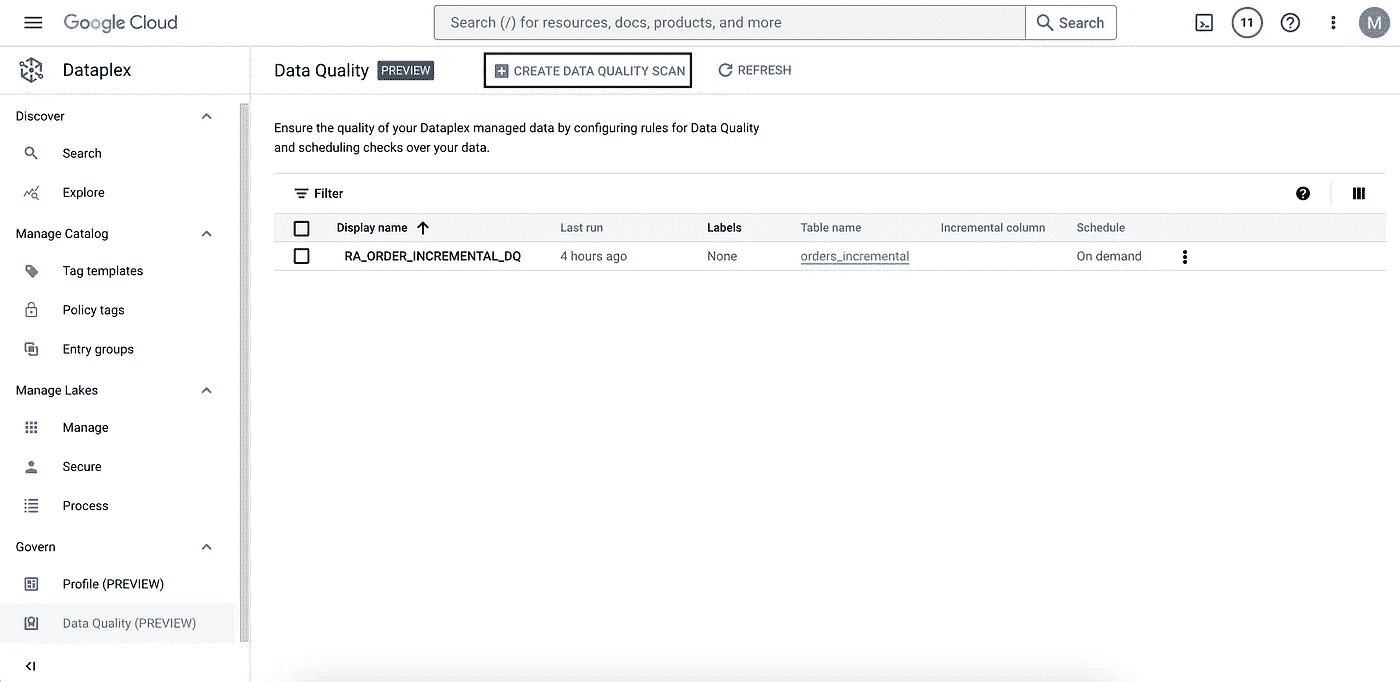 Google Cloud
Search (/) for resources, docs, products, and more
Search
11
M
Dataplex
Discover
Search
Explore
Manage Catalog
Tag templates
Policy tags
Entry groups
Manage Lakes
Manage
Secure
Process
Govern
Profile (PREVIEW)
Data Quality (PREVIEW)
Data Quality PREVIEW
CREATE DATA QUALITY SCAN
REFRESH
Ensure the quality of your Dataplex managed data by configuring rules for Data Quality
and scheduling checks over your data.
Filter
Display name Last run Labels Table name Incremental column Schedule
RA_ORDER_INCREMENTAL_DQ 4 hours ago None orders_incremental On demand